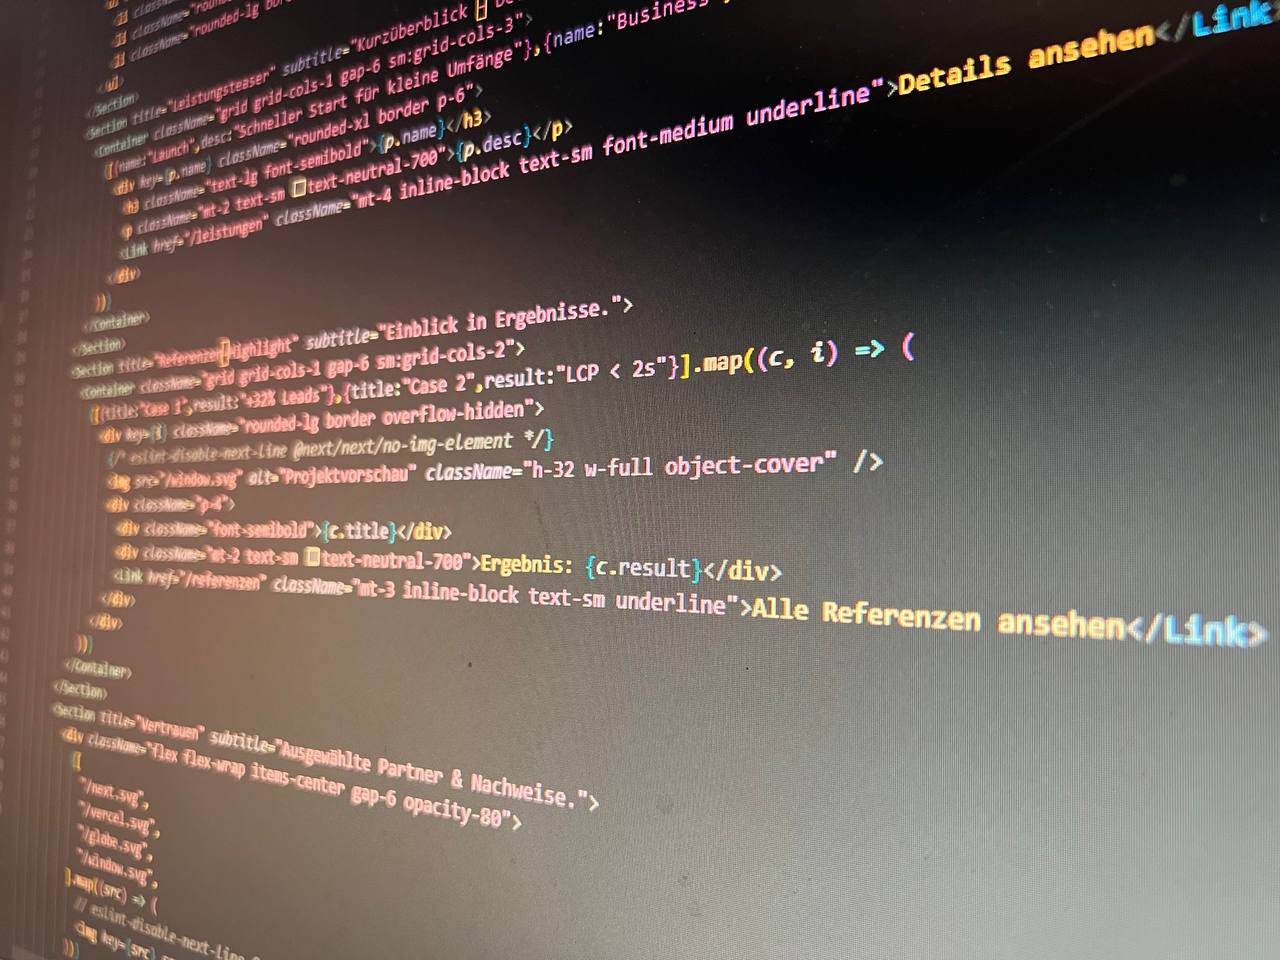 <li className="rou
<li className="rounded-lg bo
</ul>
</Section>
<Section title="Leistungsteaser" subtitle="Kurzüberblick
<Container className="grid grid-cols-1 gap-6 sm:grid-cols-3">
{[{name:"Launch",desc:"Schneller Start für kleine Umfänge"},{name:"Business
<div key={p.name} className="rounded-xl border p-6">
<h3 className="text-lg font-semibold">{p.name}</h3>
<p className="mt-2 text-sm text-neutral-700">{p.desc}</p>
<Link href="/leistungen" className="mt-4 inline-block text-sm font-medium underline">Details ansehen</Link
</div>
))}
</Container>
</Section>
<Section title="Referenzen Highlight" subtitle="Einblick in Ergebnisse.">
<Container className="grid grid-cols-1 gap-6 sm:grid-cols-2">
{[{title:"Case 1",result:"+32% Leads"},{title:"Case 2",result:"LCP < 2s"}].map((c, i) => (
<div key={i} className="rounded-lg border overflow-hidden">
{/* eslint-disable-next-line @next/next/no-img-element */}
<img src="/window.svg" alt="Projektvorschau" className="h-32 w-full object-cover" />
<div className="p-4">
<div className="font-semibold">{c.title}</div>
<div className="mt-2 text-sm text-neutral-700">Ergebnis: {c.result}</div>
<Link href="/referenzen" className="mt-3 inline-block text-sm underline">Alle Referenzen ansehen</Link>
</div>
</div>
))}
</Container>
</Section>
<Section title="Vertrauen" subtitle="Ausgewählte Partner & Nachweise.">
<div className="flex flex-wrap items-center gap-6 opacity-80">
{[
"/next.svg",
"/vercel.svg",
"/globe.svg",
"/window.svg",
].map((src) => (
// eslint-disable-next-line
<img key={src}
))}